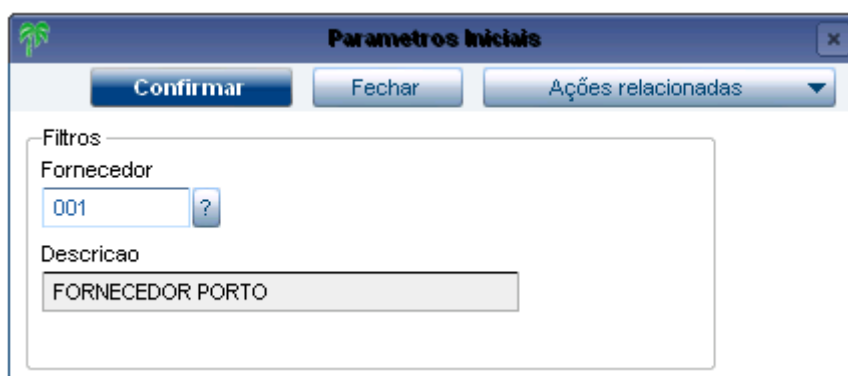 Parametros Iniciais
Confirmar Fechar Ações relacionadas
Filtros
Fornecedor
001 ?
Descricao
FORNECEDOR PORTO